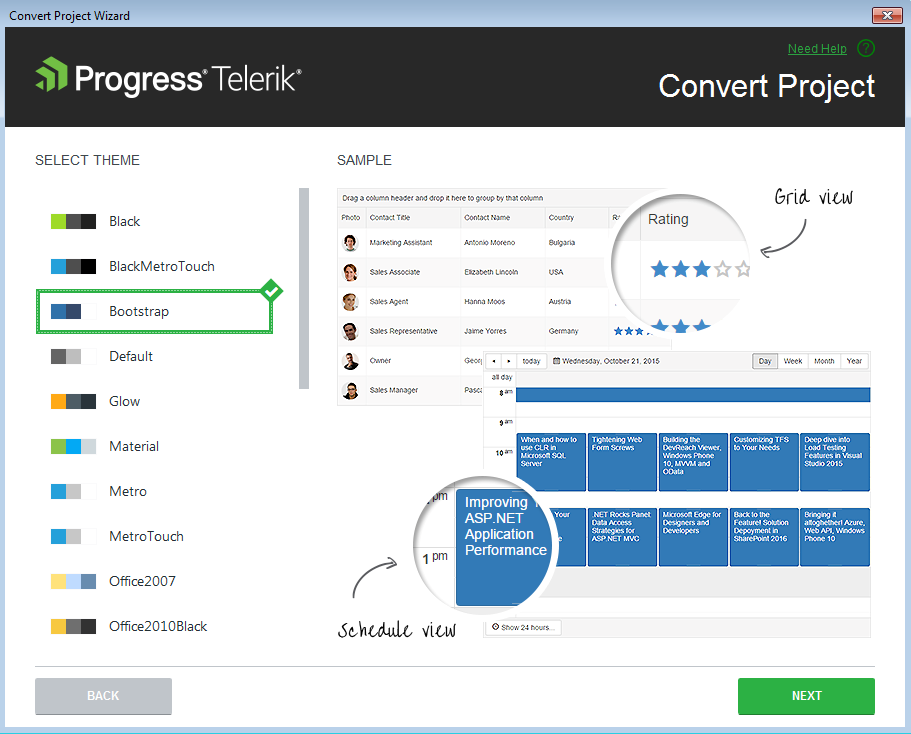 Convert Project Wizard
Need Help ?
Progress® Telerik®
Convert Project
SELECT THEME
Black
BlackMetroTouch
Bootstrap
Default
Glow
Material
Metro
MetroTouch
Office2007
Office2010Black
SAMPLE
Drag a column header and drop it here to group by that column
Photo Contact Title Contact Name Country
Marketing Assistant Antonio Moreno Bulgaria
Sales Associate Elizabeth Lincoln USA
Sales Agent Hanna Moos Austria
Sales Representative Jaime Yorres Germany
Owner
Sales Manager
Rating
Grid view
today Wednesday, October 21, 2015 Day Week Month Year
all day
8 am
9 am
10 am
When and how to
use CLR in
Microsoft SQL
Server
Tightening Web
Form Screws
Building the
DevReach Viewer,
Windows Phone
10, MVVM and
OData
Customizing TFS
to Your Needs
Deep dive into
Load Testing
Features in Visual
Studio 2015
pm
1 pm
Improving
ASP.NET
Application
Performance
Your
.NET Rocks Panel:
Data Access
Strategies for
ASP.NET MVC
Microsoft Edge for
Designers and
Developers
Back to the
Feature! Solution
Depoyment in
SharePoint 2016
Bringing it
alltoghether! Azure,
Web API, Windows
Phone 10
Schedule view
Show 24 hours...
BACK
NEXT